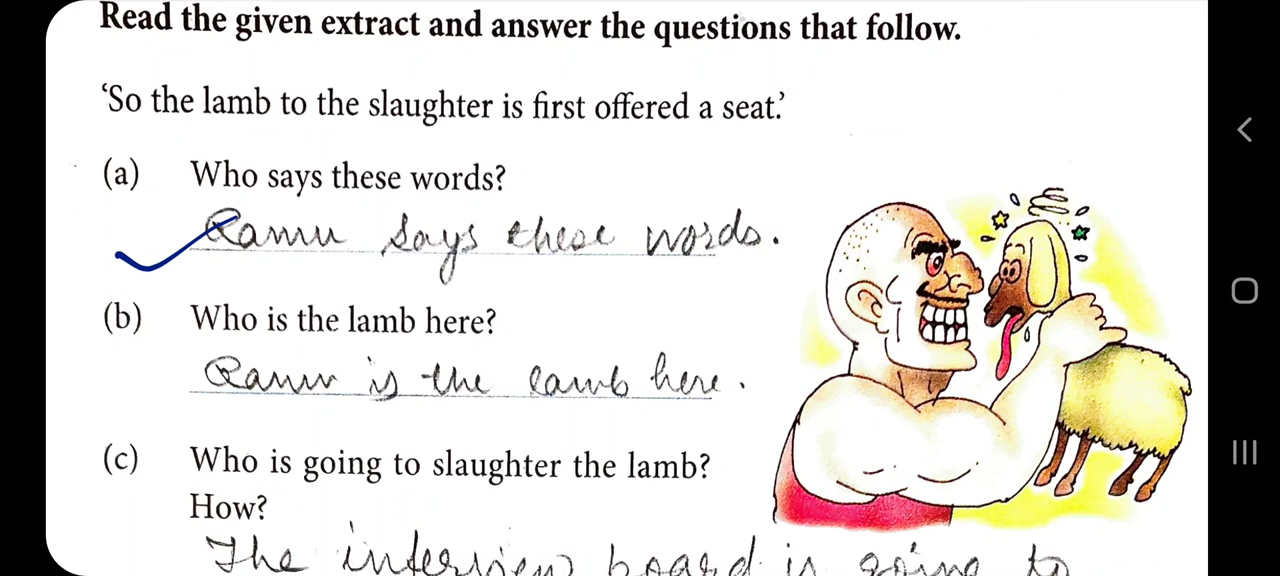 Read the given extract and answer the questions that follow.
‘So the lamb to the slaughter is first offered a seat.’
(a) Who says these words?
Ramu says these words.
(b) Who is the lamb here?
Ramu is the lamb here.
(c) Who is going to slaughter the lamb?
How?
The interview board is going to